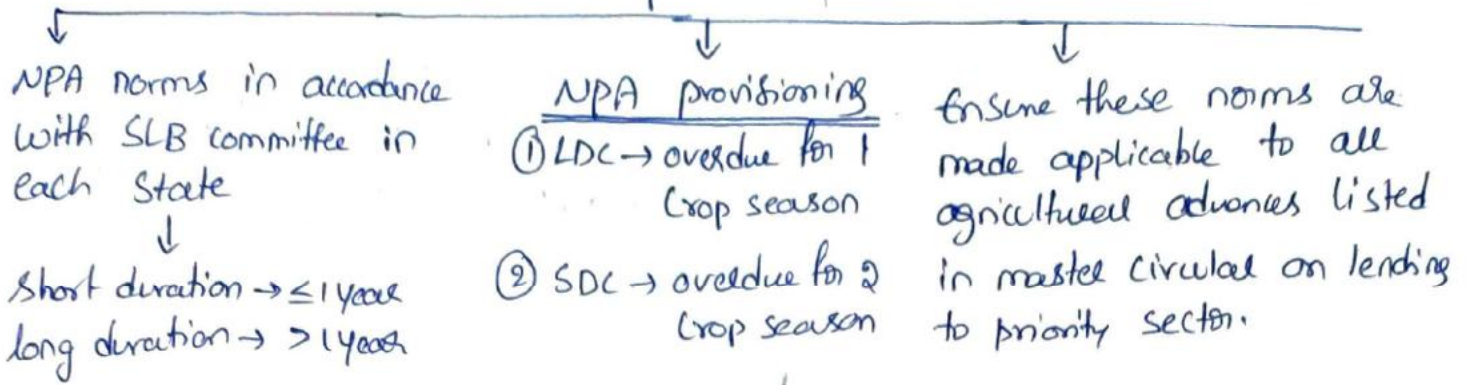 NPA norms in accordance
with SLB committee in
each State
↓
short duration → ≤ 1 year
long duration → > 1 year
NPA provisioning
① LDC → overdue for 1
Crop season
② SDC → overdue for 2
Crop season
Ensure these norms are
made applicable to all
agricultural advances listed
in master circular on lending
to priority sector.